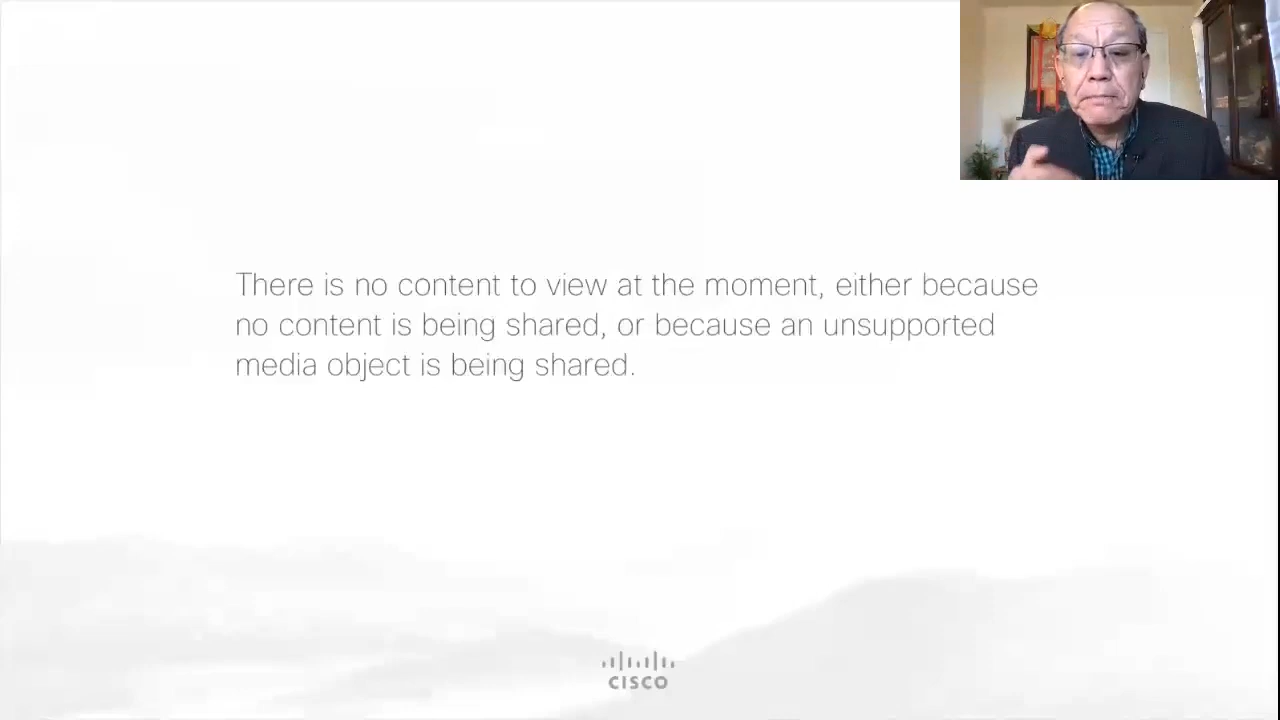 There is no content to view at the moment, either because
no content is being shared, or because an unsupported
media object is being shared.
CISCO